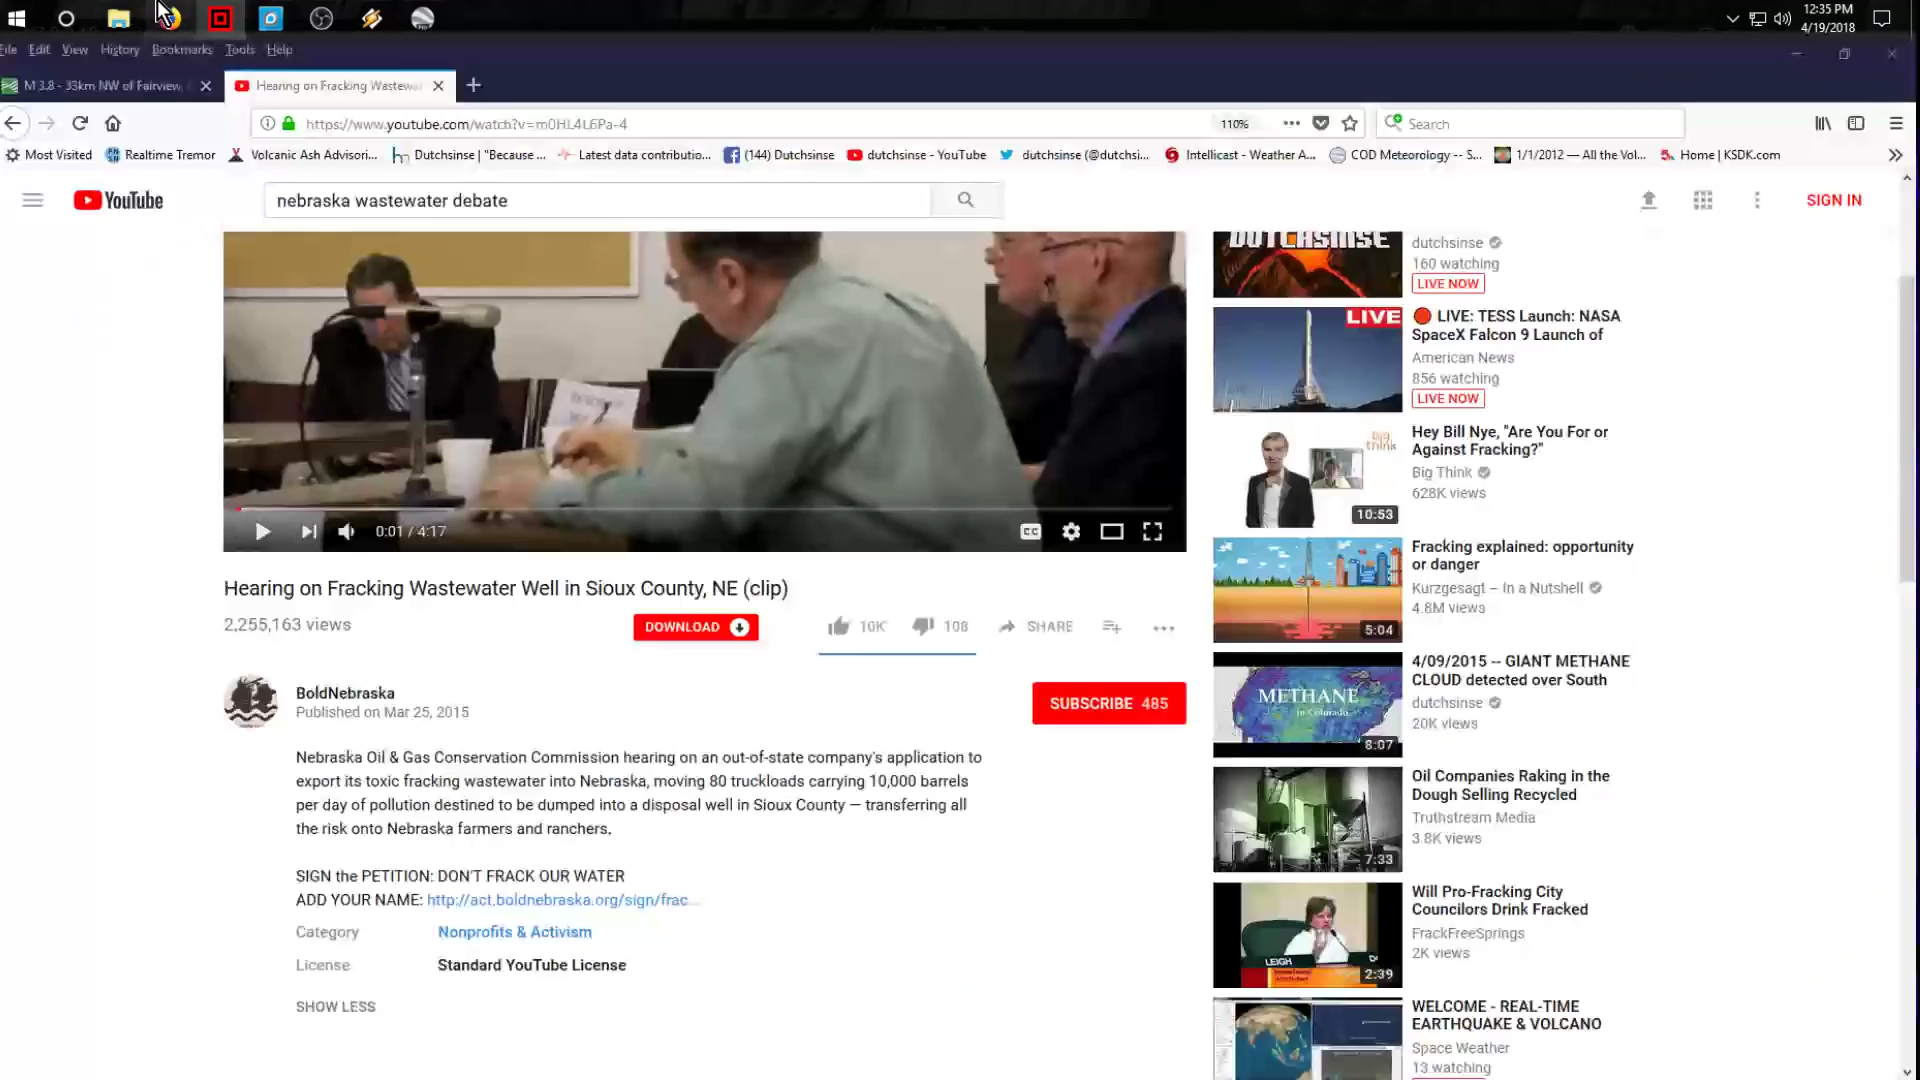 12:35 PM
4/19/2018
File Edit View History Bookmarks Tools Help
M 3.8 - 33km NW of Fairview,
Hearing on Fracking Wastewa
https://www.youtube.com/watch?v=m0HL4L6Pa-4
110%
Search
Most Visited
Realtime Tremor
Volcanic Ash Advisori...
Dutchsinse | "Because ...
Latest data contributio...
(144) Dutchsinse
dutchsinse - YouTube
dutchsinse (@dutchsi...
Intellicast - Weather A...
COD Meteorology -- S...
1/1/2012 — All the Vol...
Home | KSDK.com
YouTube
nebraska wastewater debate
SIGN IN
0:01 / 4:17
CC
Hearing on Fracking Wastewater Well in Sioux County, NE (clip)
2,255,163 views
DOWNLOAD
10K
108
SHARE
BoldNebraska
Published on Mar 25, 2015
SUBSCRIBE 485
Nebraska Oil & Gas Conservation Commission hearing on an out-of-state company's application to
export its toxic fracking wastewater into Nebraska, moving 80 truckloads carrying 10,000 barrels
per day of pollution destined to be dumped into a disposal well in Sioux County — transferring all
the risk onto Nebraska farmers and ranchers.
SIGN the PETITION: DON'T FRACK OUR WATER
ADD YOUR NAME: http://act.boldnebraska.org/sign/frac...
Category
Nonprofits & Activism
License
Standard YouTube License
SHOW LESS
DUTCHSINSE
dutchsinse
160 watching
LIVE NOW
LIVE
LIVE: TESS Launch: NASA
SpaceX Falcon 9 Launch of
American News
856 watching
LIVE NOW
big think
10:53
Hey Bill Nye, "Are You For or
Against Fracking?"
Big Think
628K views
5:04
Fracking explained: opportunity
or danger
Kurzgesagt – In a Nutshell
4.8M views
METHANE
in Colorado
8:07
4/09/2015 -- GIANT METHANE
CLOUD detected over South
dutchsinse
20K views
7:33
Oil Companies Raking in the
Dough Selling Recycled
Truthstream Media
3.8K views
LEIGH
2:39
Will Pro-Fracking City
Councilors Drink Fracked
FrackFreeSprings
2K views
WELCOME - REAL-TIME
EARTHQUAKE & VOLCANO
Space Weather
13 watching